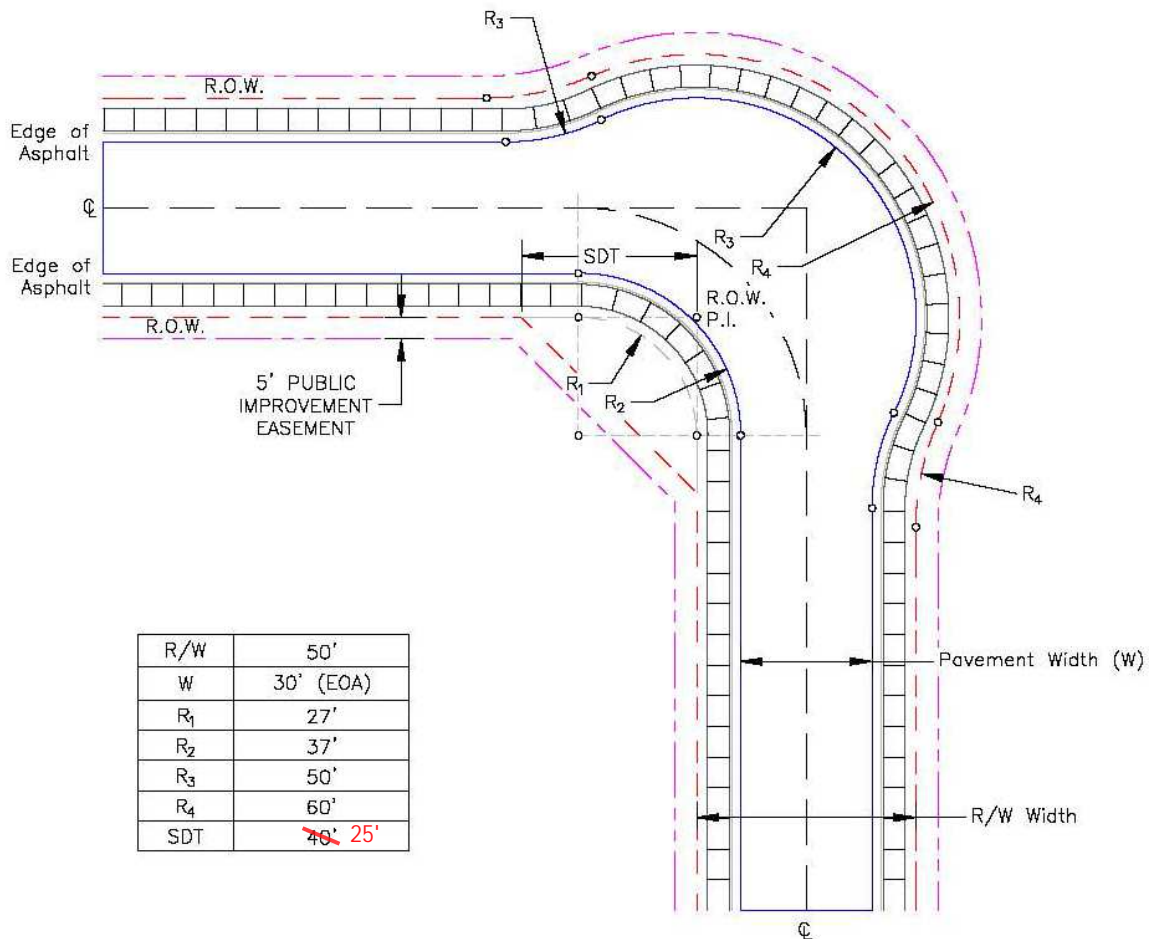 R₃
R.O.W.
Edge of
Asphalt
℄
R₃
SDT
R₄
Edge of
Asphalt
R.O.W.
P.I.
R.O.W.
R₁
R₂
5' PUBLIC
IMPROVEMENT
EASEMENT
R₄
R/W 50'
W 30' (EOA)
R₁ 27'
R₂ 37'
R₃ 50'
R₄ 60'
SDT 40' 25'
Pavement Width (W)
R/W Width
℄